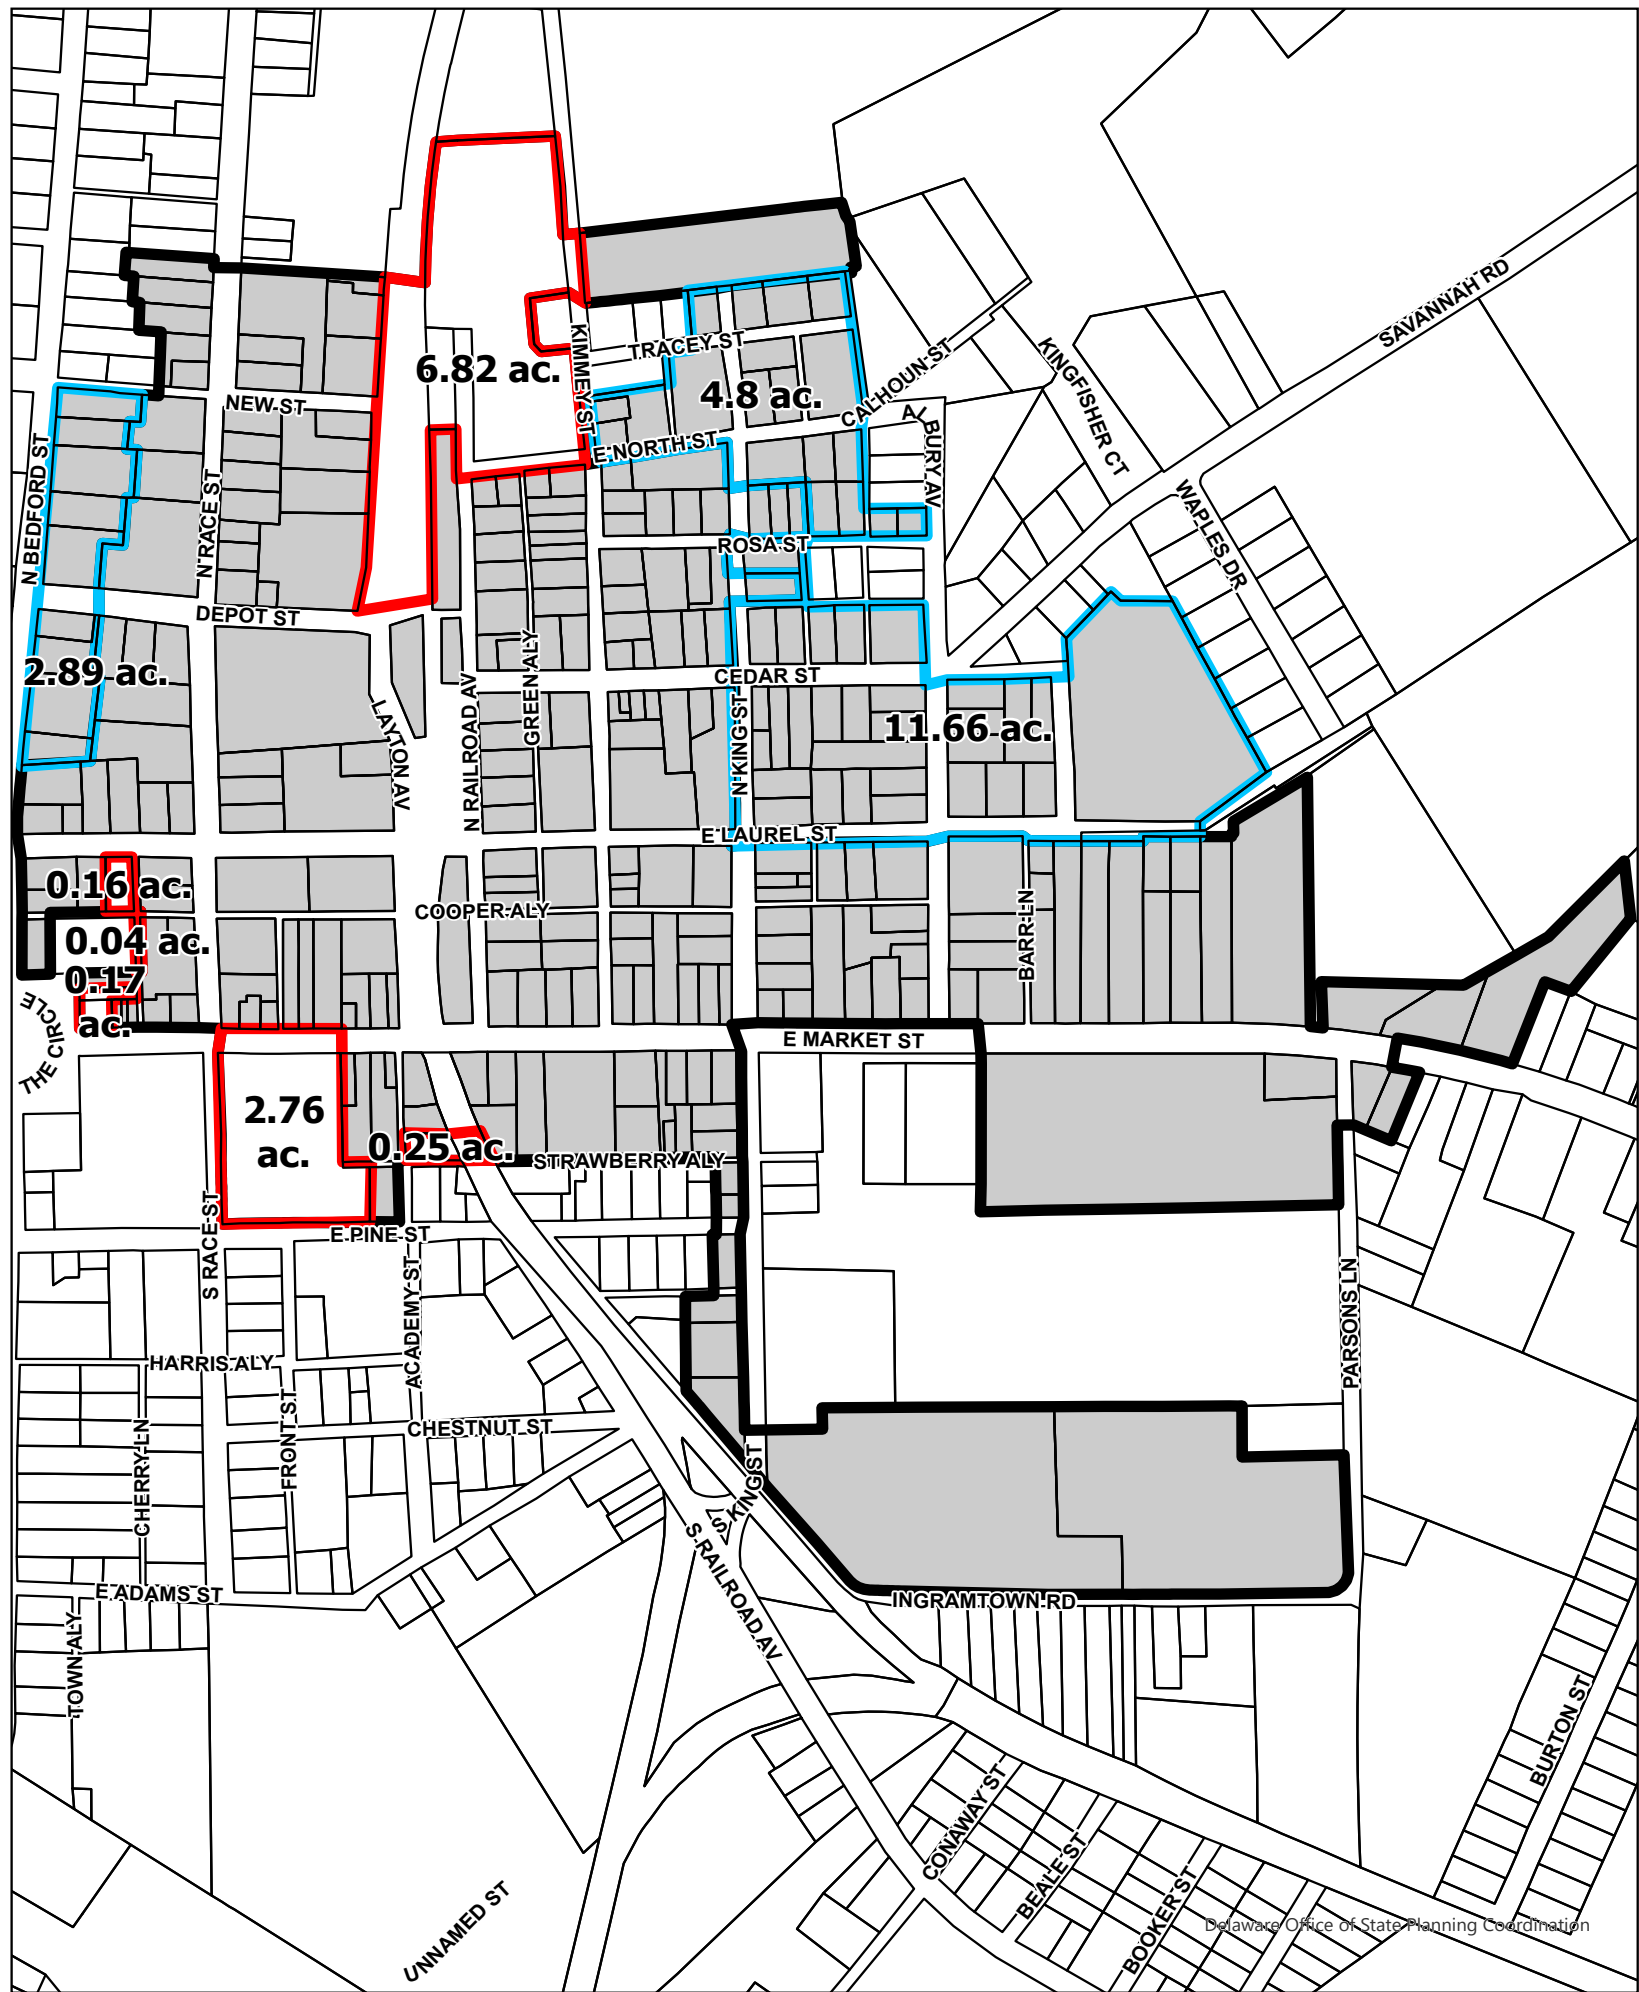 SAVANNAH RD
KINGFISHER CT
KIMMEY ST
TRACEY ST
CALHOUN ST
6.82 ac.
4.8 ac.
NEW ST
ALBURY AV
E NORTH ST
N BEDFORD ST
N RACE ST
WAPLES DR
ROSA ST
DEPOT ST
2.89 ac.
GREEN ALY
CEDAR ST
N RAILROAD AV
LAYTON AV
N KING ST
11.66 ac.
E LAUREL ST
0.16 ac.
COOPER ALY
BARR LN
0.04 ac.
0.17
ac.
THE CIRCLE
E MARKET ST
2.76
ac.
0.25 ac.
STRAWBERRY ALY
S RACE ST
E PINE ST
ACADEMY ST
PARSONS LN
HARRIS ALY
FRONT ST
CHESTNUT ST
CHERRY LN
S KING ST
S RAILROAD AV
E ADAMS ST
INGRAMTOWN RD
TOWN ALY
BURTON ST
CONAWAY ST
BEALE ST
BOOKER ST
UNNAMED ST
Delaware Office of State Planning Coordination